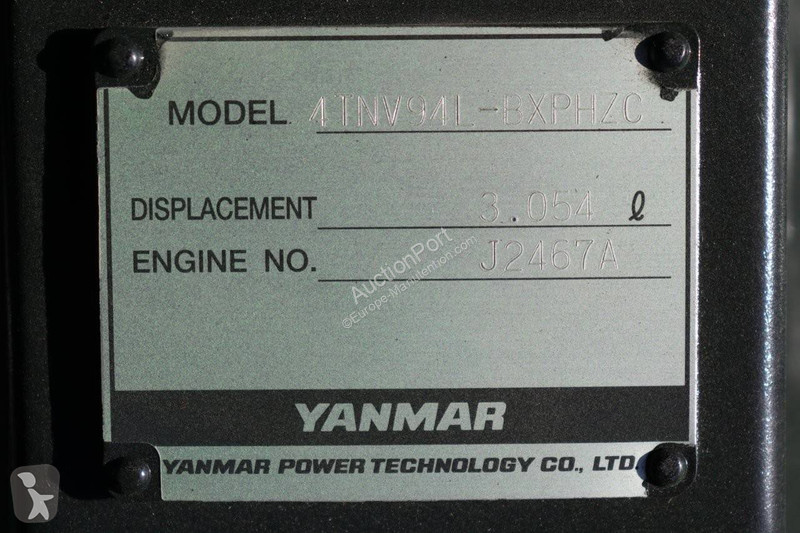 MODEL 4TNV94L-BXPHZC
DISPLACEMENT 3.054 ℓ
ENGINE NO. J2467A
AuctionPort
©Europe-Manutention.com
YANMAR
YANMAR POWER TECHNOLOGY CO., LTD.